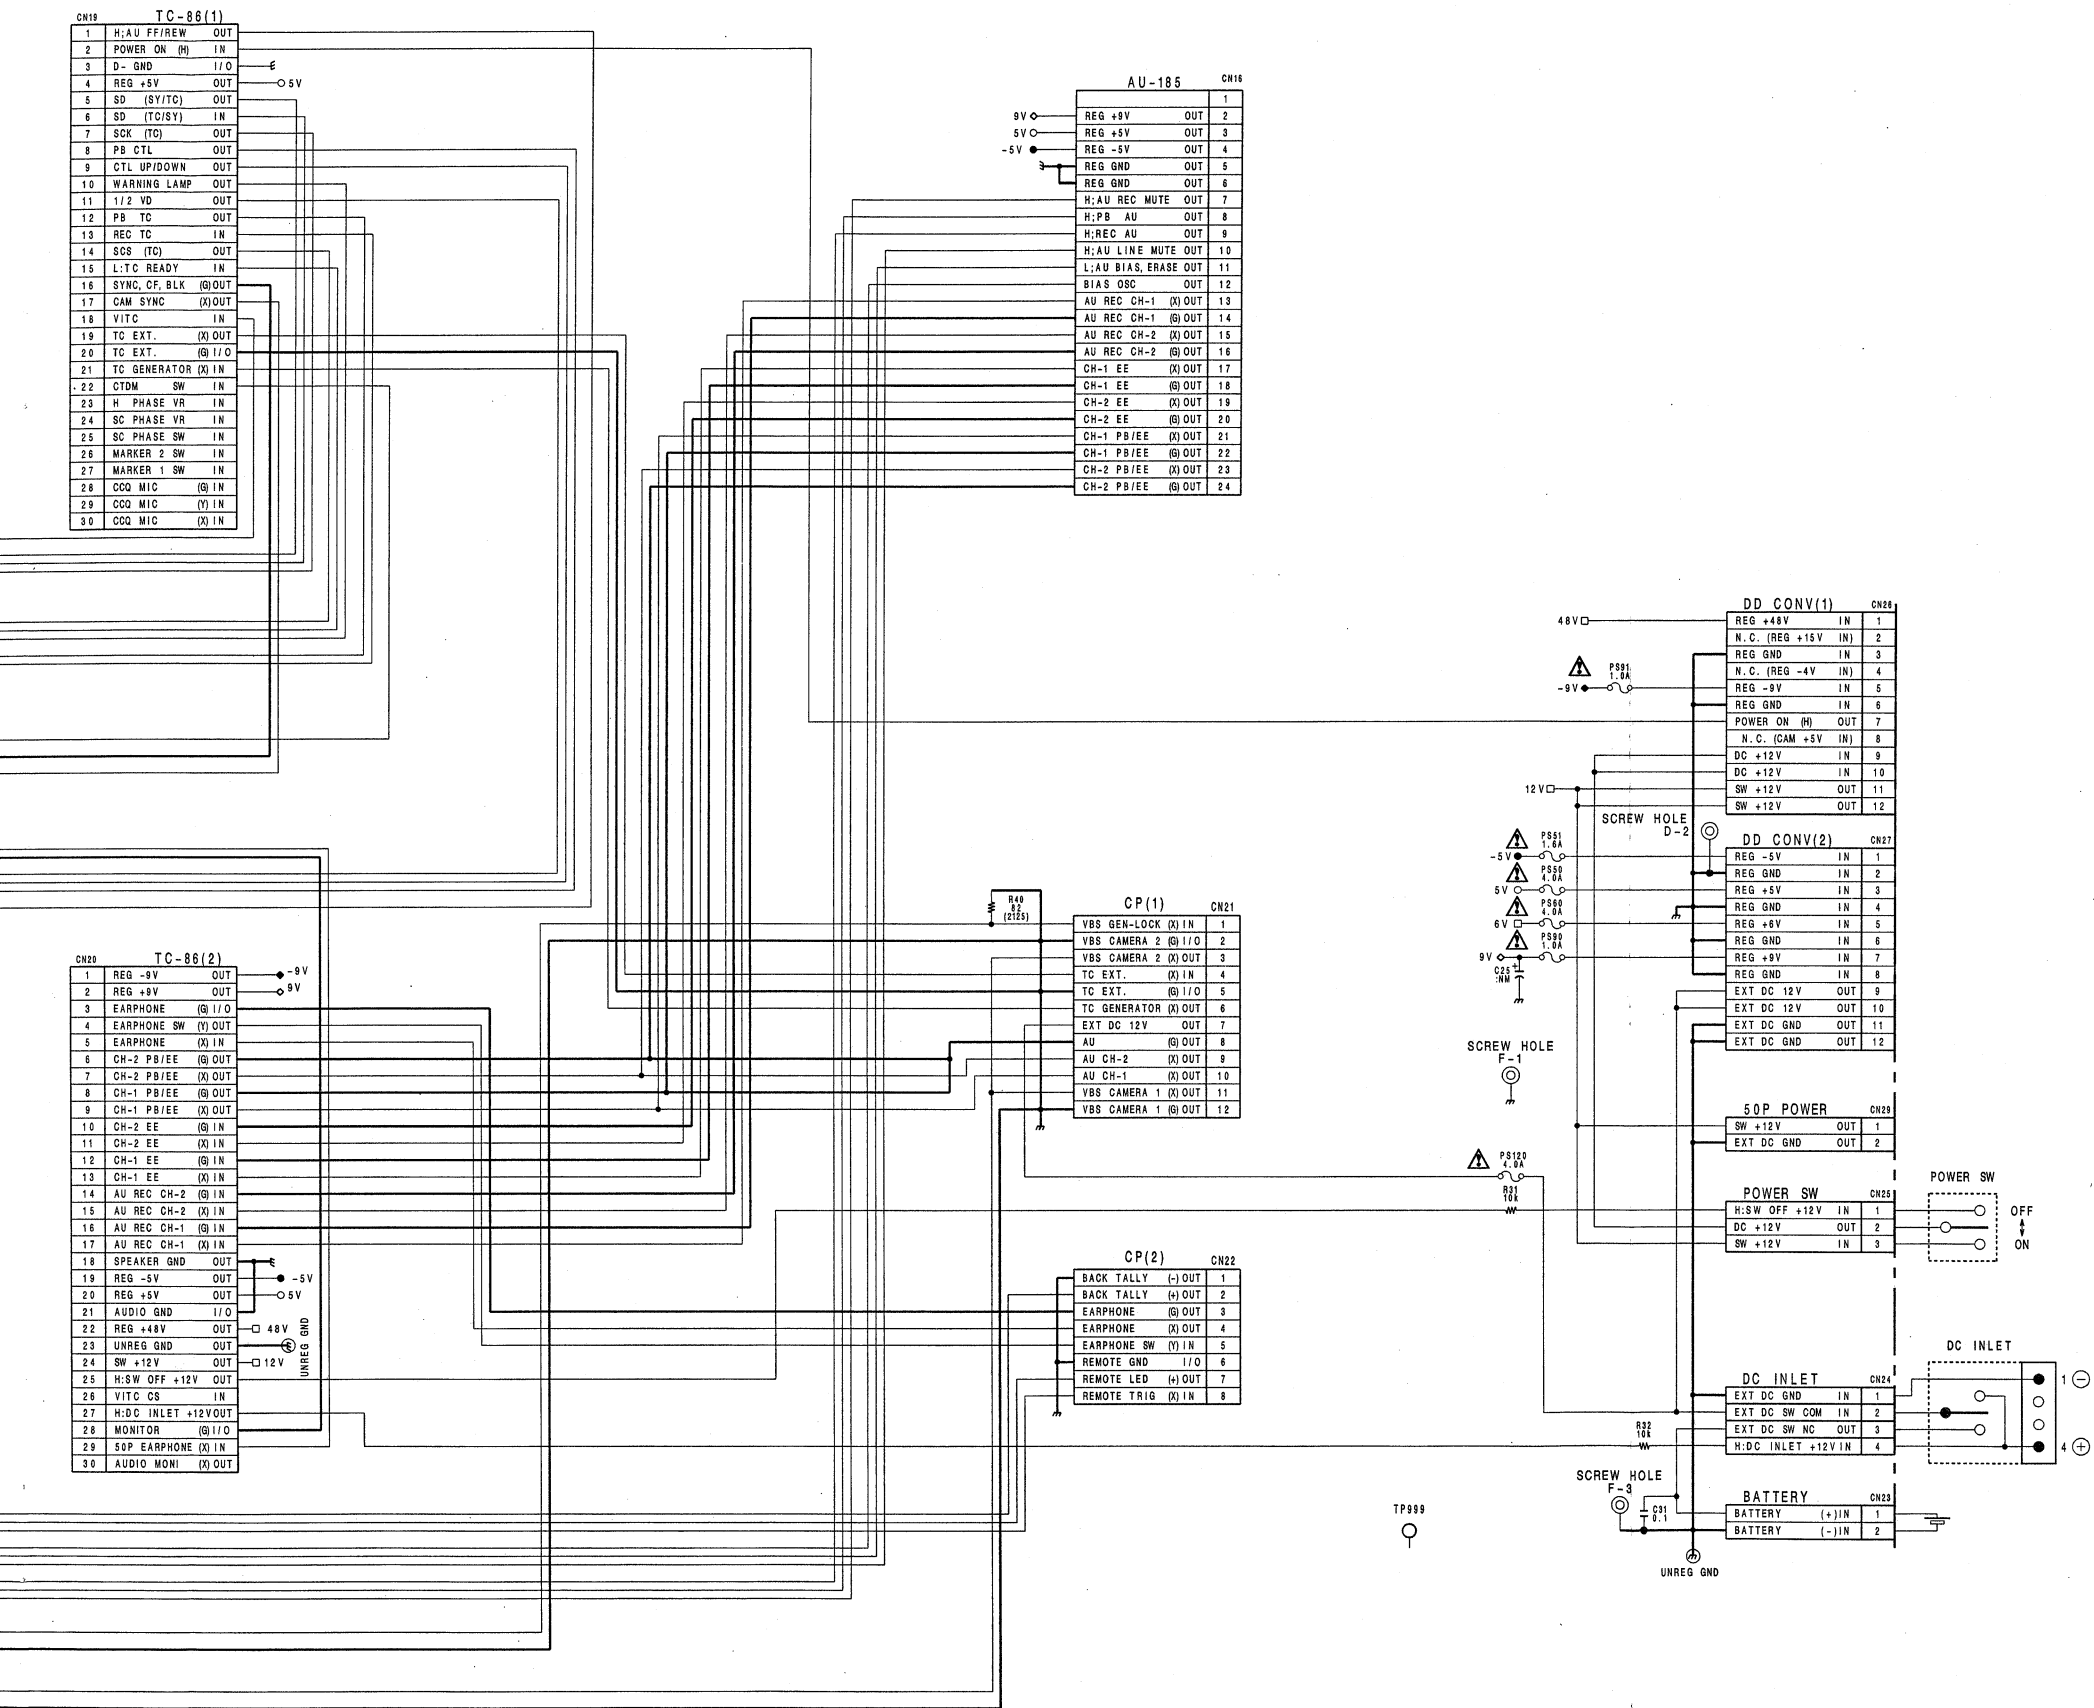 CN19 TC-86(1)
1 H;AU FF/REW OUT
2 POWER ON (H) IN
3 D- GND I/O
4 REG +5V OUT 5V
5 SD (SY/TC) OUT
6 SD (TC/SY) IN
7 SCK (TC) OUT
8 PB CTL OUT
9 CTL UP/DOWN OUT
10 WARNING LAMP OUT
11 1/2 VD OUT
12 PB TC OUT
13 REC TC IN
14 SCS (TC) OUT
15 L:TC READY IN
16 SYNC, CF, BLK (G)OUT
17 CAM SYNC (X)OUT
18 VITC IN
19 TC EXT. (X) OUT
20 TC EXT. (G) I/O
21 TC GENERATOR (X) IN
22 CTDM SW IN
23 H PHASE VR IN
24 SC PHASE VR IN
25 SC PHASE SW IN
26 MARKER 2 SW IN
27 MARKER 1 SW IN
28 CCQ MIC (G) IN
29 CCQ MIC (Y) IN
30 CCQ MIC (X) IN
AU-185 CN16
1
9V REG +9V OUT 2
5V REG +5V OUT 3
-5V REG -5V OUT 4
REG GND OUT 5
REG GND OUT 6
H;AU REC MUTE OUT 7
H;PB AU OUT 8
H;REC AU OUT 9
H;AU LINE MUTE OUT 10
L;AU BIAS, ERASE OUT 11
BIAS OSC OUT 12
AU REC CH-1 (X) OUT 13
AU REC CH-1 (G) OUT 14
AU REC CH-2 (X) OUT 15
AU REC CH-2 (G) OUT 16
CH-1 EE (X) OUT 17
CH-1 EE (G) OUT 18
CH-2 EE (X) OUT 19
CH-2 EE (G) OUT 20
CH-1 PB/EE (X) OUT 21
CH-1 PB/EE (G) OUT 22
CH-2 PB/EE (X) OUT 23
CH-2 PB/EE (G) OUT 24
DD CONV(1) CN26
48V REG +48V IN 1
N.C. (REG +15V IN) 2
REG GND IN 3
N.C. (REG -4V IN) 4
PS91
1.0A
-9V REG -9V IN 5
REG GND IN 6
POWER ON (H) OUT 7
N.C. (CAM +5V IN) 8
DC +12V IN 9
DC +12V IN 10
12V SW +12V OUT 11
SW +12V OUT 12
SCREW HOLE
D-2
DD CONV(2) CN27
PS51
1.6A
-5V REG -5V IN 1
REG GND IN 2
PS50
4.0A
5V REG +5V IN 3
REG GND IN 4
PS60
4.0A
6V REG +6V IN 5
REG GND IN 6
PS90
1.0A
9V REG +9V IN 7
C25 +
:NM
REG GND IN 8
EXT DC 12V OUT 9
EXT DC 12V OUT 10
EXT DC GND OUT 11
EXT DC GND OUT 12
SCREW HOLE
F-1
CN20 TC-86(2)
1 REG -9V OUT -9V
2 REG +9V OUT 9V
3 EARPHONE (G) I/O
4 EARPHONE SW (Y) OUT
5 EARPHONE (X) IN
6 CH-2 PB/EE (G) OUT
7 CH-2 PB/EE (X) OUT
8 CH-1 PB/EE (G) OUT
9 CH-1 PB/EE (X) OUT
10 CH-2 EE (G) IN
11 CH-2 EE (X) IN
12 CH-1 EE (G) IN
13 CH-1 EE (X) IN
14 AU REC CH-2 (G) IN
15 AU REC CH-2 (X) IN
16 AU REC CH-1 (G) IN
17 AU REC CH-1 (X) IN
18 SPEAKER GND OUT
19 REG -5V OUT -5V
20 REG +5V OUT 5V
21 AUDIO GND I/O
22 REG +48V OUT 48V
23 UNREG GND OUT
UNREG GND
24 SW +12V OUT 12V
25 H:SW OFF +12V OUT
26 VITC CS IN
27 H:DC INLET +12VOUT
28 MONITOR (G) I/O
29 50P EARPHONE (X) IN
30 AUDIO MONI (X) OUT
R40
82
(2125)
CP(1) CN21
VBS GEN-LOCK (X) IN 1
VBS CAMERA 2 (G) I/O 2
VBS CAMERA 2 (X) OUT 3
TC EXT. (X) IN 4
TC EXT. (G) I/O 5
TC GENERATOR (X) OUT 6
EXT DC 12V OUT 7
AU (G) OUT 8
AU CH-2 (X) OUT 9
AU CH-1 (X) OUT 10
VBS CAMERA 1 (X) OUT 11
VBS CAMERA 1 (G) OUT 12
CP(2) CN22
BACK TALLY (-) OUT 1
BACK TALLY (+) OUT 2
EARPHONE (G) OUT 3
EARPHONE (X) OUT 4
EARPHONE SW (Y) IN 5
REMOTE GND I/O 6
REMOTE LED (+) OUT 7
REMOTE TRIG (X) IN 8
50P POWER CN29
SW +12V OUT 1
EXT DC GND OUT 2
PS120
4.0A
R31
10k
POWER SW CN25
H:SW OFF +12V IN 1
DC +12V OUT 2
SW +12V IN 3
POWER SW
OFF
ON
DC INLET CN24
EXT DC GND IN 1
EXT DC SW COM IN 2
EXT DC SW NC OUT 3
R32
10k
H:DC INLET +12V IN 4
DC INLET
1 −
4 +
SCREW HOLE
F-3
C31
0.1
BATTERY CN23
BATTERY (+)IN 1
BATTERY (-)IN 2
UNREG GND
TP999